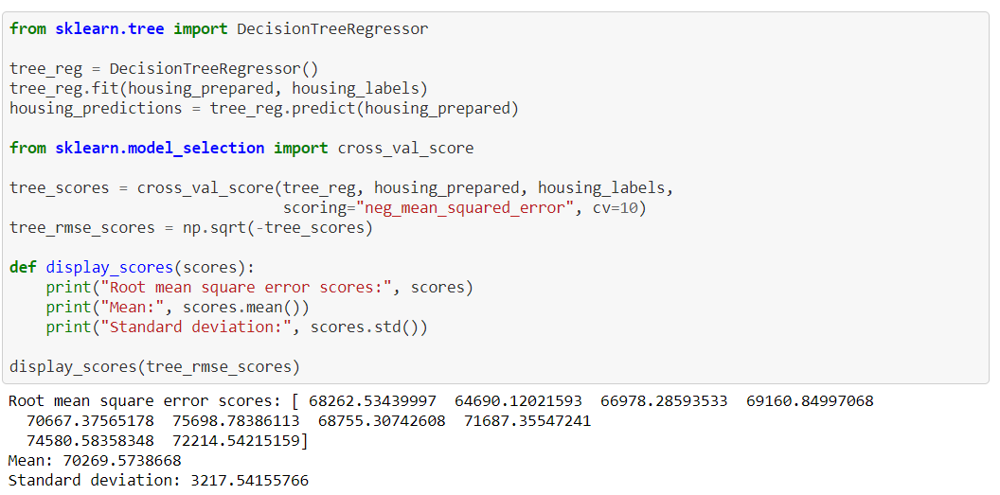 from sklearn.tree import DecisionTreeRegressor
tree_reg = DecisionTreeRegressor()
tree_reg.fit(housing_prepared, housing_labels)
housing_predictions = tree_reg.predict(housing_prepared)
from sklearn.model_selection import cross_val_score
tree_scores = cross_val_score(tree_reg, housing_prepared, housing_labels,
                              scoring="neg_mean_squared_error", cv=10)
tree_rmse_scores = np.sqrt(-tree_scores)
def display_scores(scores):
    print("Root mean square error scores:", scores)
    print("Mean:", scores.mean())
    print("Standard deviation:", scores.std())
display_scores(tree_rmse_scores)
Root mean square error scores: [ 68262.53439997  64690.12021593  66978.28593533  69160.84997068
  70667.37565178  75698.78386113  68755.30742608  71687.35547241
  74580.58358348  72214.54215159]
Mean: 70269.5738668
Standard deviation: 3217.54155766